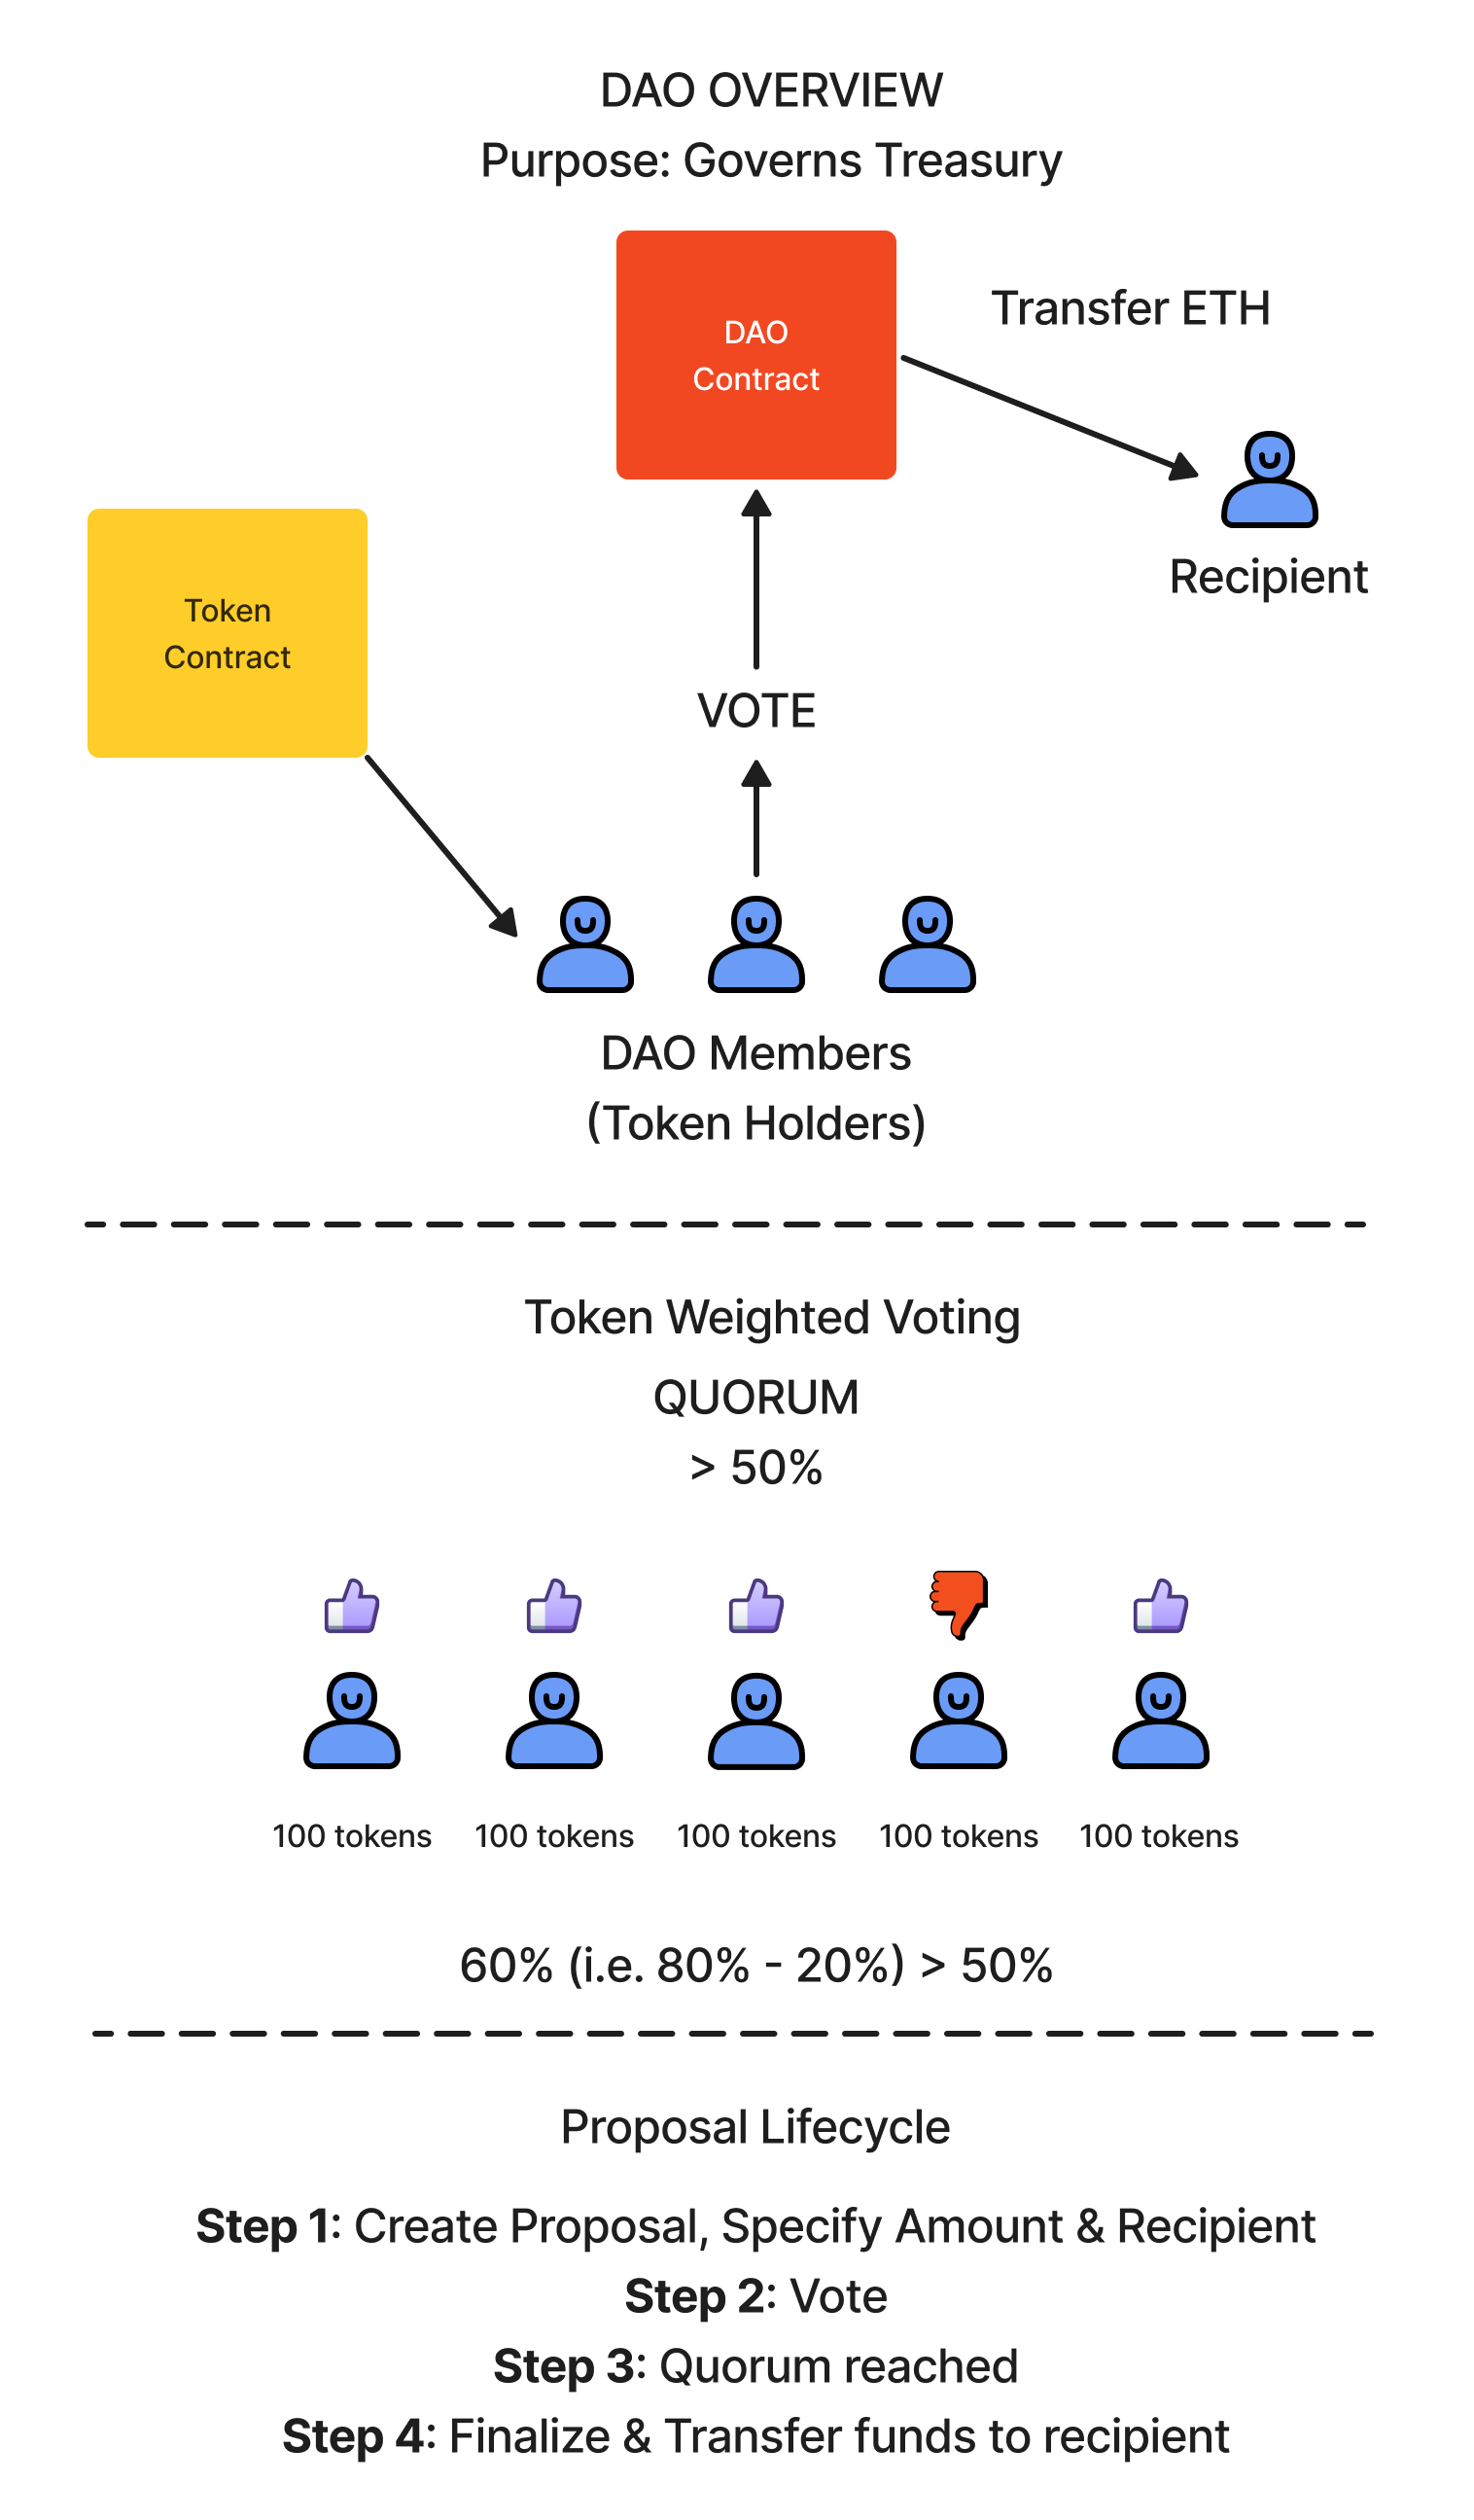 DAO OVERVIEW
Purpose: Governs Treasury
DAO
Contract
Transfer ETH
Recipient
Token
Contract
VOTE
DAO Members
(Token Holders)
Token Weighted Voting
QUORUM
> 50%
100 tokens 100 tokens 100 tokens 100 tokens 100 tokens
60% (i.e. 80% - 20%) > 50%
Proposal Lifecycle
Step 1: Create Proposal, Specify Amount & Recipient
Step 2: Vote
Step 3: Quorum reached
Step 4: Finalize & Transfer funds to recipient